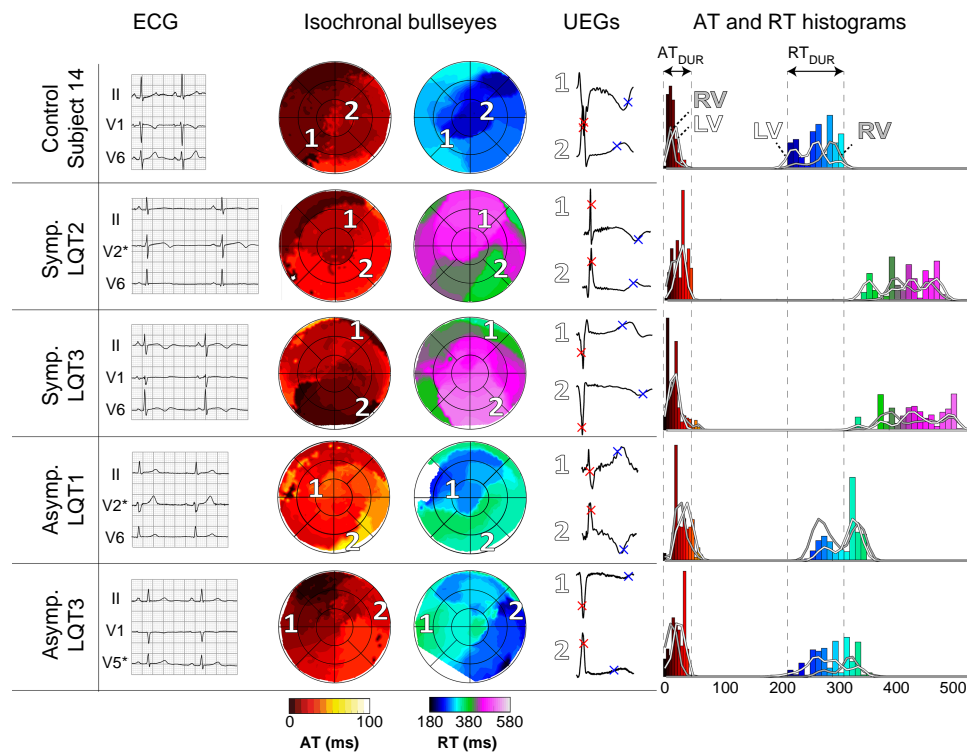 ECG
Isochronal bullseyes
UEGs
AT and RT histograms
Control
Subject 14
II
V1
V6
1
2
1
1
2
AT DUR
RT DUR
RV
LV
LV
RV
Symp.
LQT2
II
V2*
V6
1
2
1
2
1
2
Symp.
LQT3
II
V1
V6
1
2
1
2
1
2
Asymp.
LQT1
II
V2*
V6
1
2
1
2
1
2
Asymp.
LQT3
II
V1
V5*
1
2
1
2
1
2
0 100 200 300 400 500
0 100
AT (ms)
180 380 580
RT (ms)